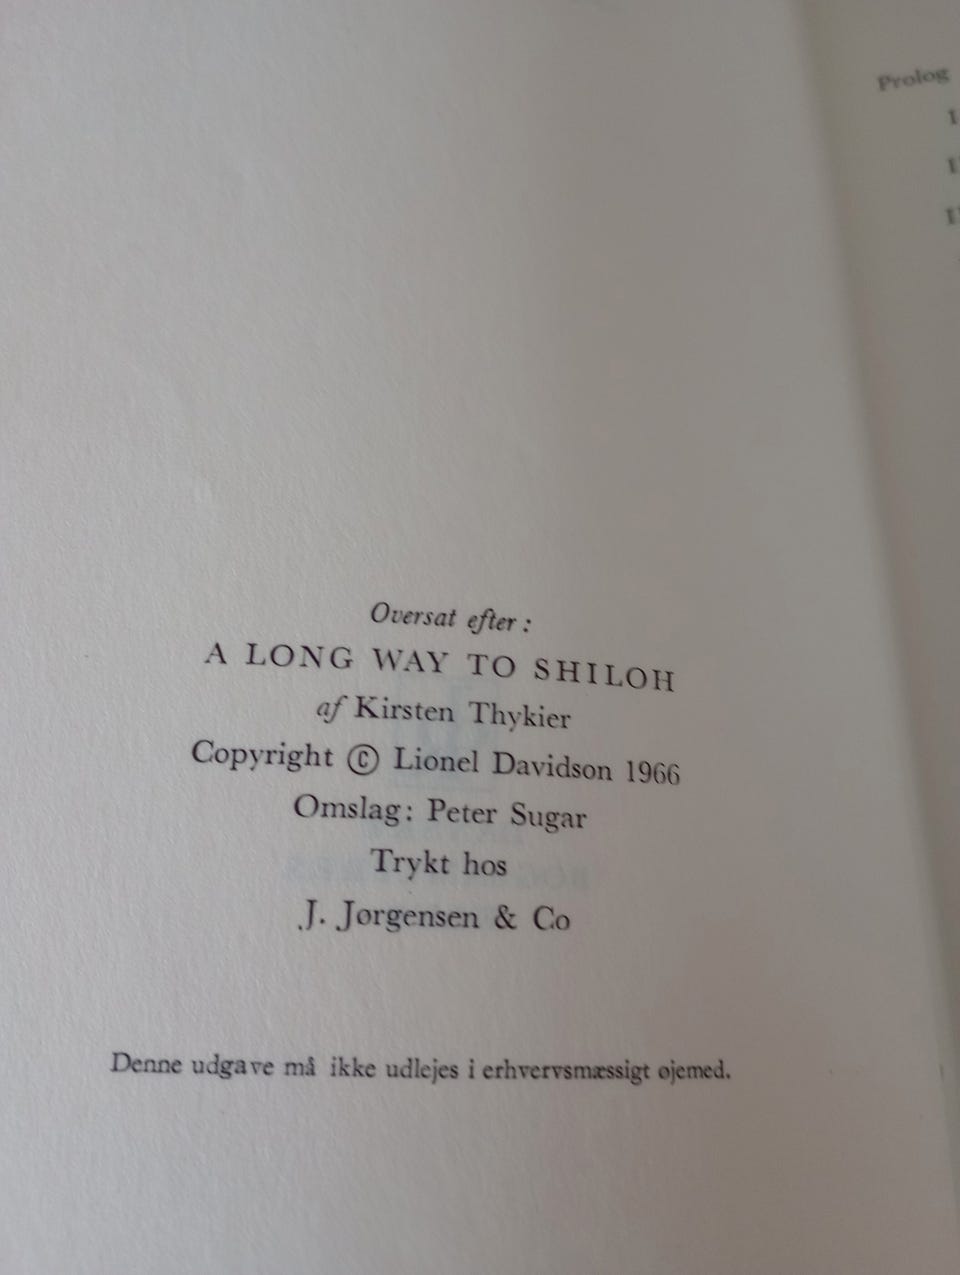 Oversat efter:
A LONG WAY TO SHILOH
af Kirsten Thykier
Copyright © Lionel Davidson 1966
Omslag: Peter Sugar
Trykt hos
J. Jørgensen & Co
Denne udgave må ikke udlejes i erhvervsmæssigt øjemed.
Prolog
I